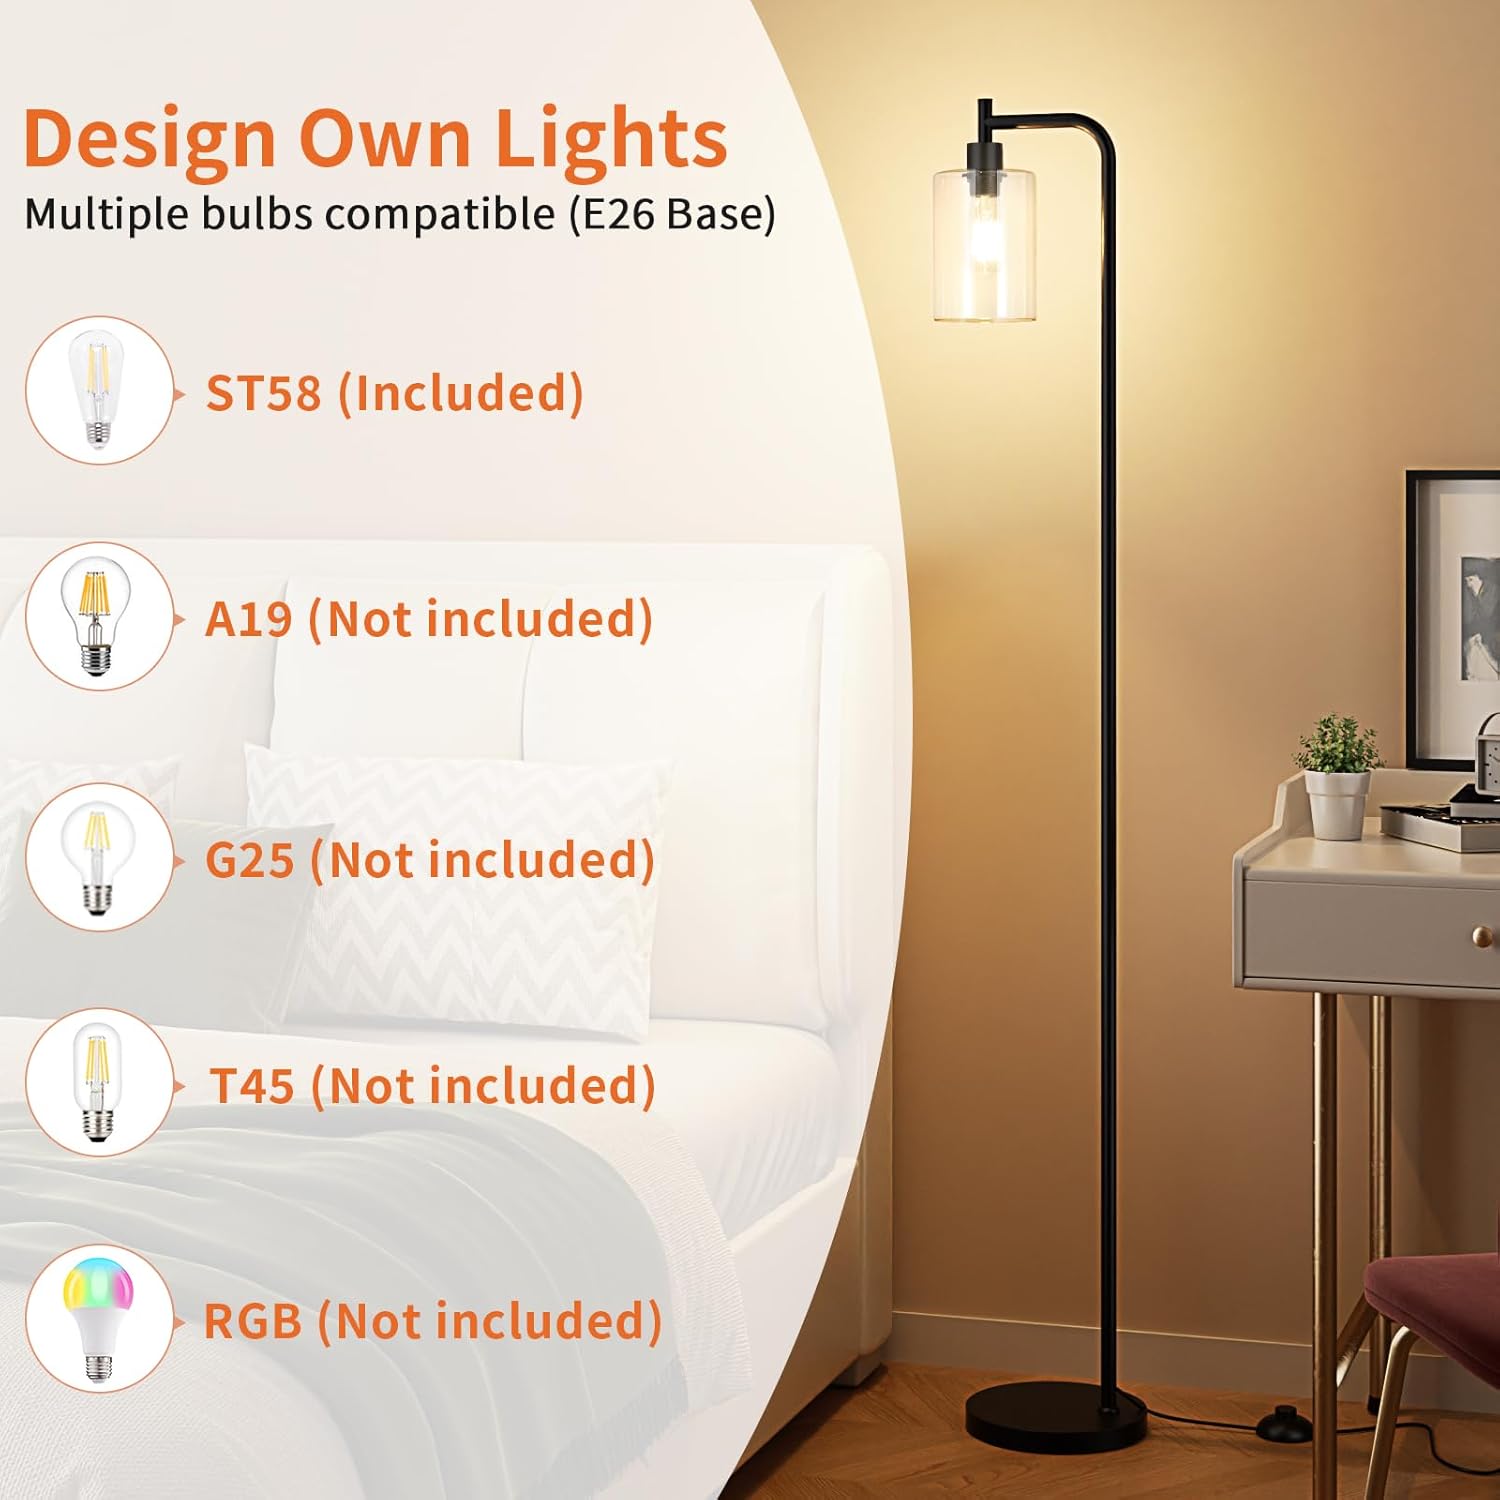 Design Own Lights
Multiple bulbs compatible (E26 Base)
ST58 (Included)
A19 (Not included)
G25 (Not included)
T45 (Not included)
RGB (Not included)